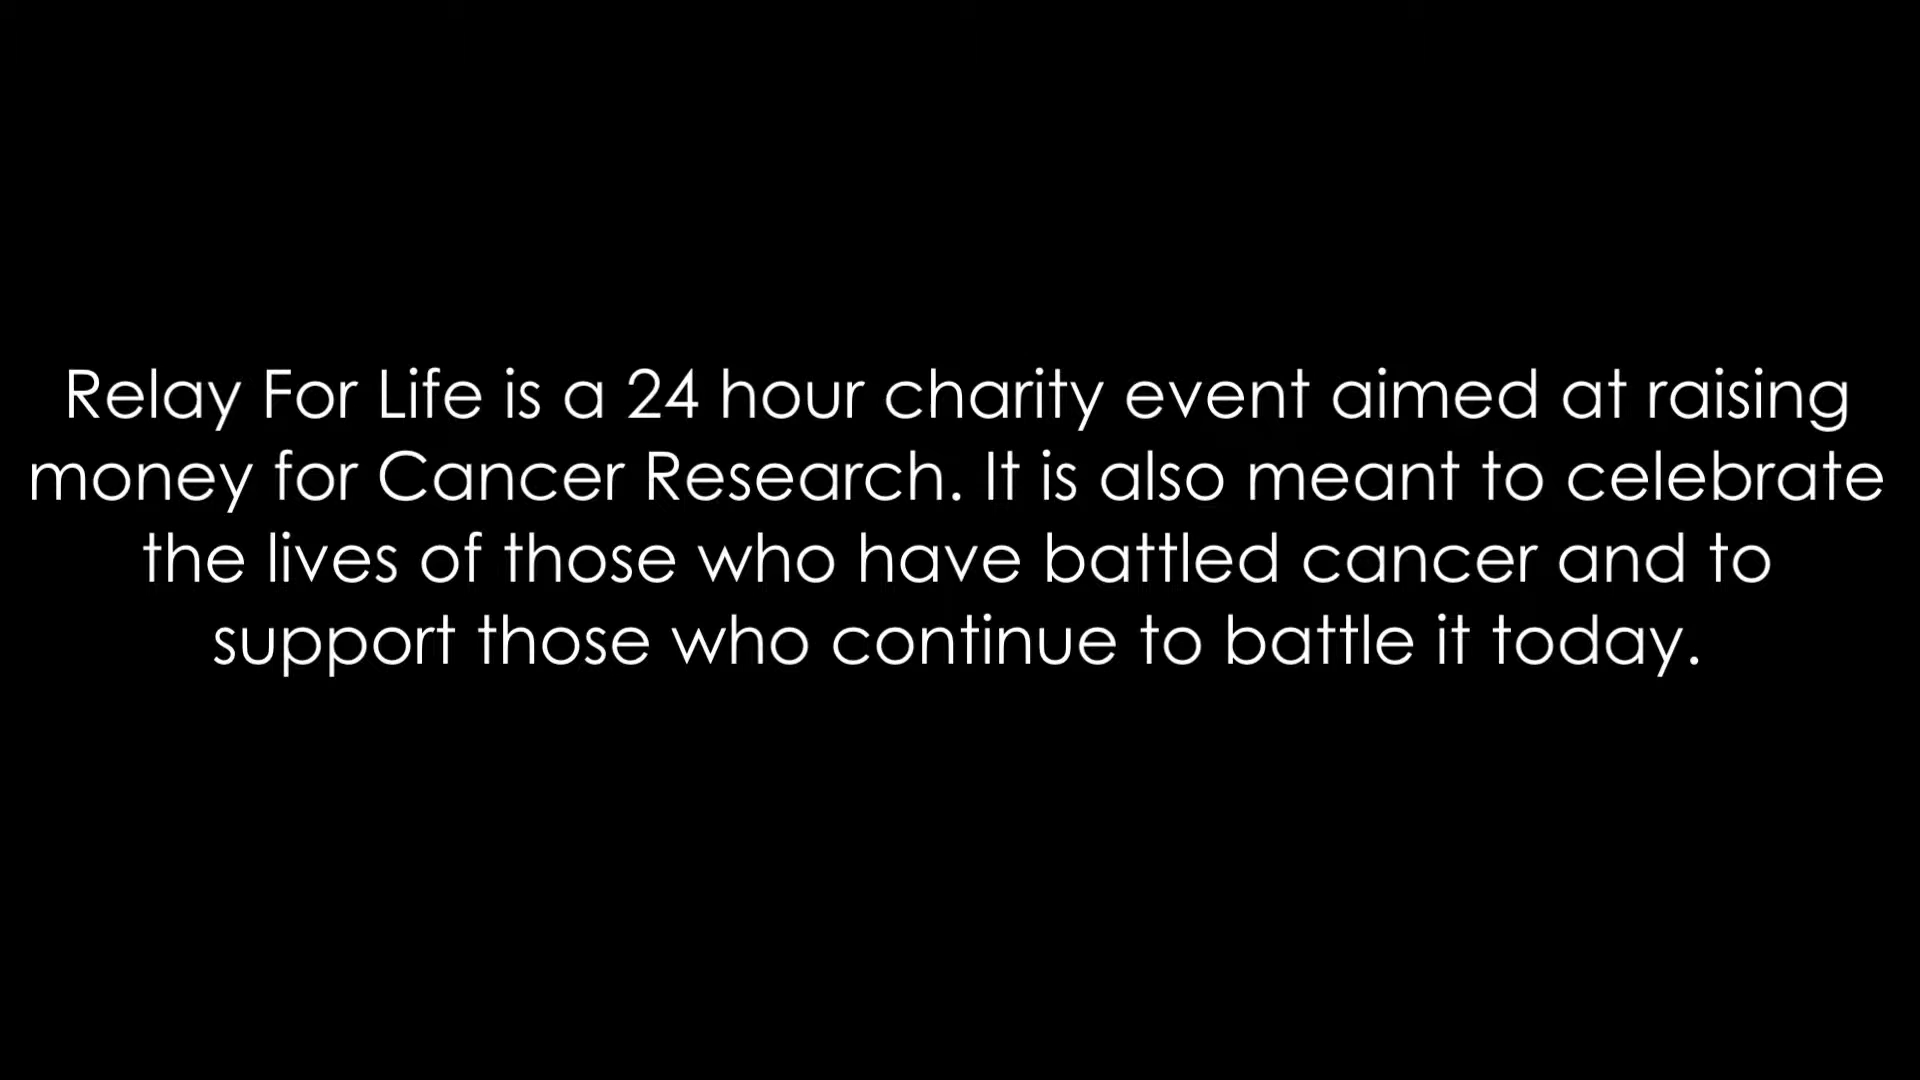 Relay For Life is a 24 hour charity event aimed at raising
money for Cancer Research. It is also meant to celebrate
the lives of those who have battled cancer and to
support those who continue to battle it today.